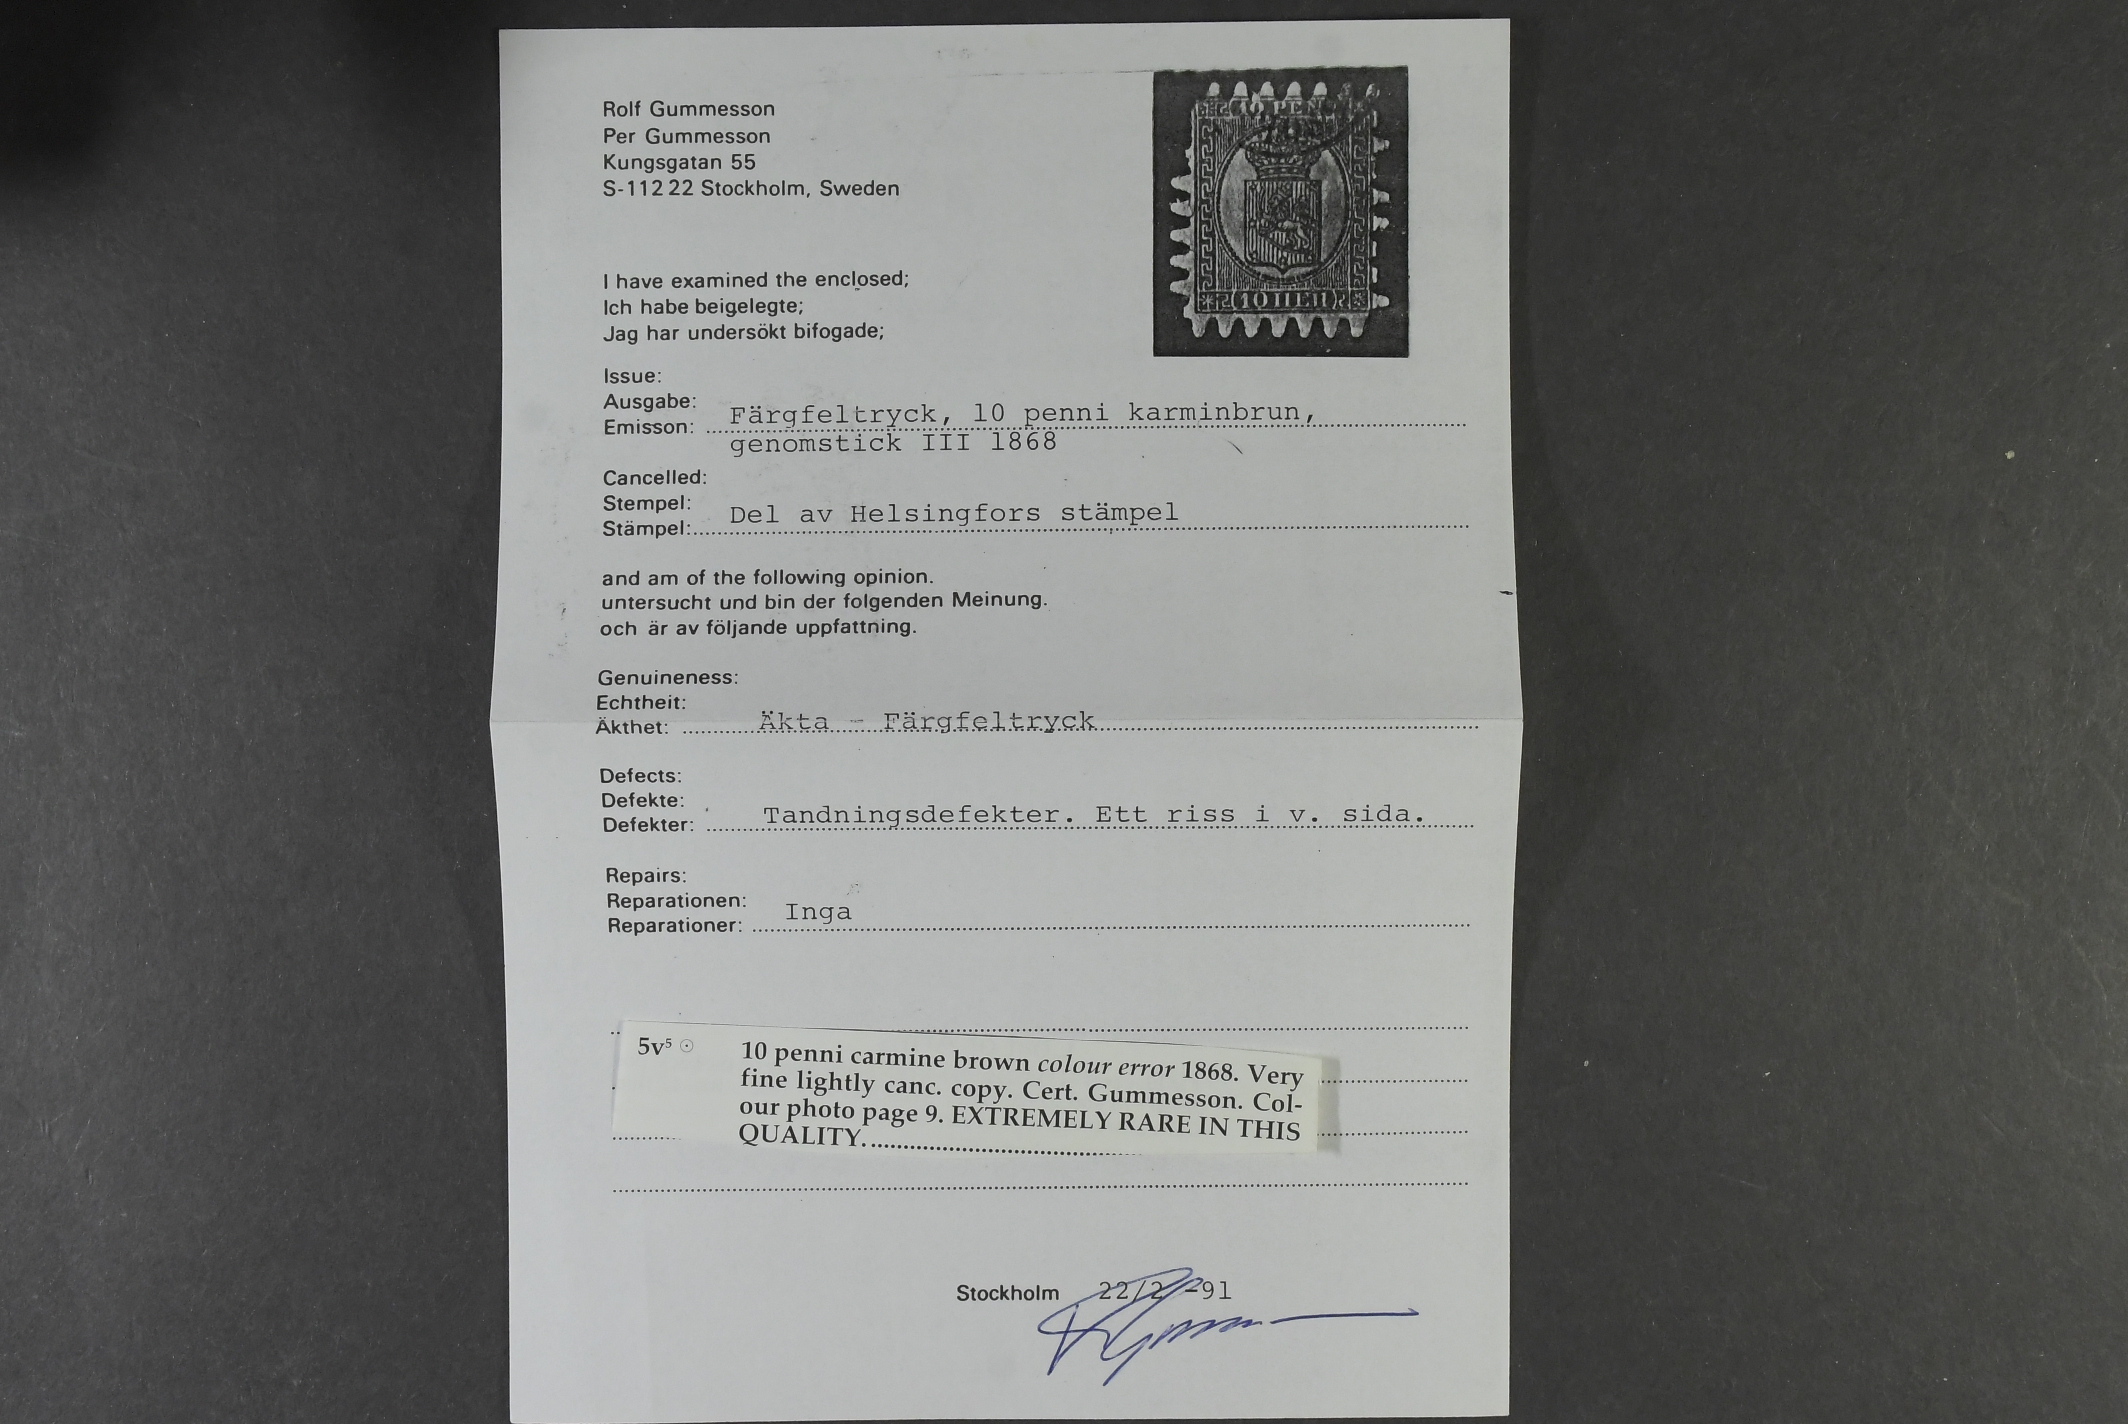 Rolf Gummesson
Per Gummesson
Kungsgatan 55
S-112 22 Stockholm, Sweden
10 PEN
(10 ПЕН)
I have examined the enclosed;
Ich habe beigelegte;
Jag har undersökt bifogade;
Issue:
Ausgabe:
Emisson: Färgfeltryck, 10 penni karminbrun,
genomstick III 1868
Cancelled:
Stempel:
Stämpel: Del av Helsingfors stämpel
and am of the following opinion.
untersucht und bin der folgenden Meinung.
och är av följande uppfattning.
Genuineness:
Echtheit:
Äkthet: Äkta - Färgfeltryck
Defects:
Defekte:
Defekter: Tandningsdefekter. Ett riss i v. sida.
Repairs:
Reparationen:
Reparationer: Inga
5v⁵ ⊙ 10 penni carmine brown colour error 1868. Very
fine lightly canc. copy. Cert. Gummesson. Col-
our photo page 9. EXTREMELY RARE IN THIS
QUALITY.
Stockholm 22/2 -91